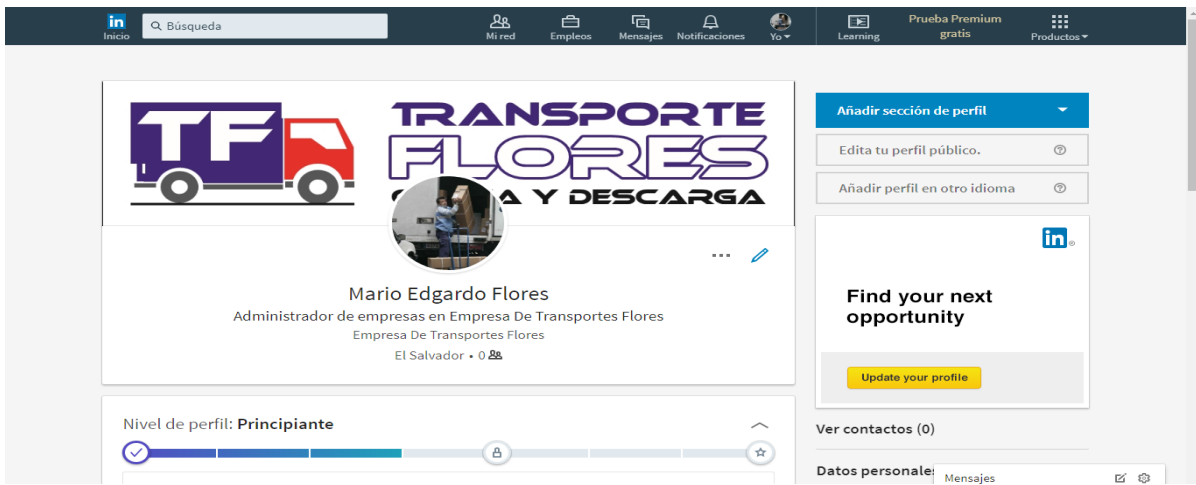 in
Inicio
Búsqueda
Mi red
Empleos
Mensajes
Notificaciones
Yo
Learning
Prueba Premium
gratis
Productos
TF
TRANSPORTE
FLORES
Y DESCARGA
Mario Edgardo Flores
Administrador de empresas en Empresa De Transportes Flores
Empresa De Transportes Flores
El Salvador • 0
Nivel de perfil: Principiante
Añadir sección de perfil
Edita tu perfil público.
Añadir perfil en otro idioma
in
Find your next
opportunity
Update your profile
Ver contactos (0)
Datos personale
Mensajes